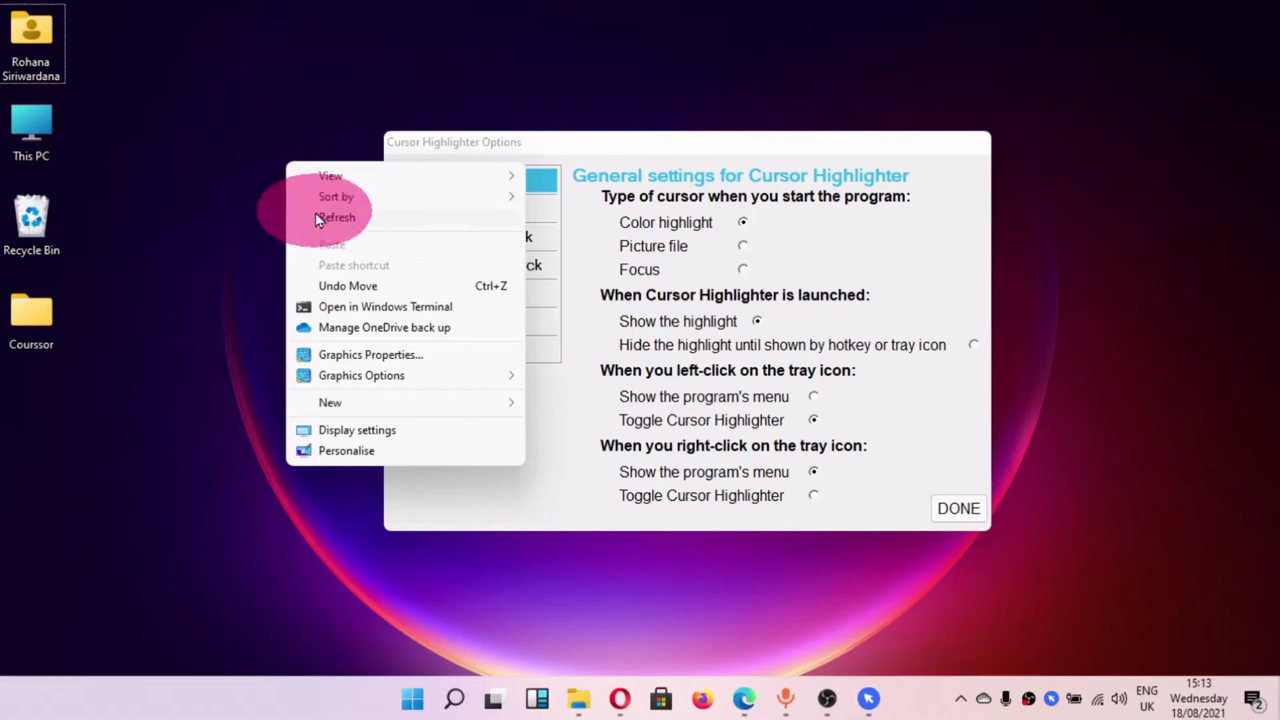 Rohana
Siriwardana
This PC
Recycle Bin
Courssor
Cursor Highlighter Options
View
Sort by
Refresh
Paste
Paste shortcut
Undo Move Ctrl+Z
Open in Windows Terminal
Manage OneDrive back up
Graphics Properties...
Graphics Options
New
Display settings
Personalise
k
ck
General settings for Cursor Highlighter
Type of cursor when you start the program:
Color highlight
Picture file
Focus
When Cursor Highlighter is launched:
Show the highlight
Hide the highlight until shown by hotkey or tray icon
When you left-click on the tray icon:
Show the program's menu
Toggle Cursor Highlighter
When you right-click on the tray icon:
Show the program's menu
Toggle Cursor Highlighter
DONE
ENG
UK
15:13
Wednesday
18/08/2021
2